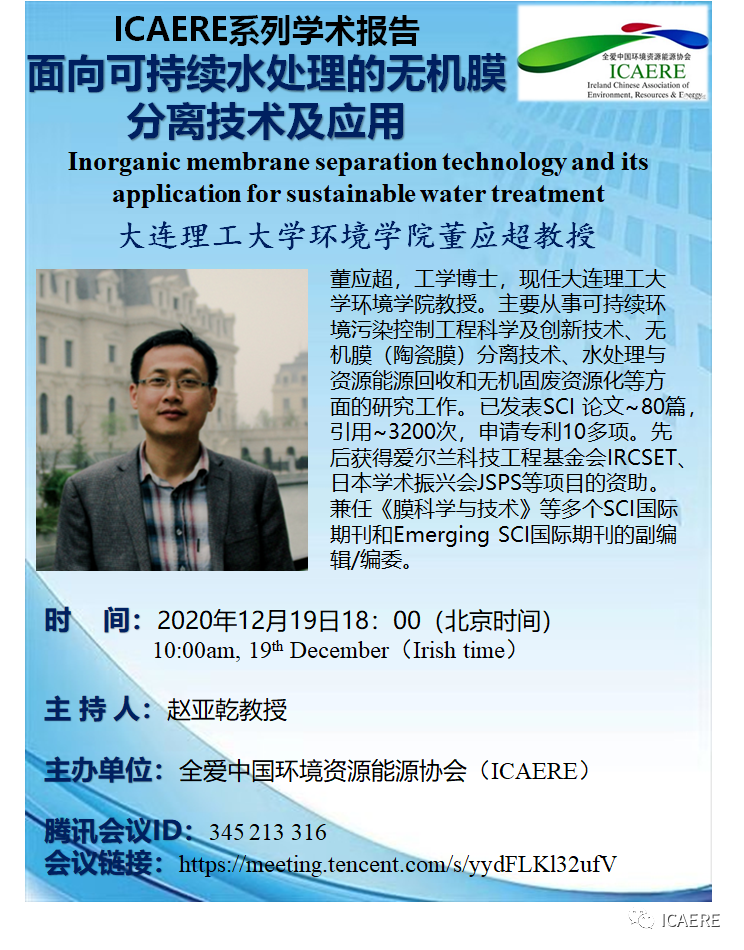 ICAERE系列学术报告
面向可持续水处理的无机膜
分离技术及应用
全爱中国环境资源能源协会
ICAERE
Ireland Chinese Association of
Environment, Resources & Energy
Inorganic membrane separation technology and its
application for sustainable water treatment
大连理工大学环境学院董应超教授
董应超，工学博士，现任大连理工大
学环境学院教授。主要从事可持续环
境污染控制工程科学及创新技术、无
机膜（陶瓷膜）分离技术、水处理与
资源能源回收和无机固废资源化等方
面的研究工作。已发表SCI 论文~80篇，
引用~3200次，申请专利10多项。先
后获得爱尔兰科技工程基金会IRCSET、
日本学术振兴会JSPS等项目的资助。
兼任《膜科学与技术》等多个SCI国际
期刊和Emerging SCI国际期刊的副编
辑/编委。
时 间：2020年12月19日18：00（北京时间）
10:00am, 19th December（Irish time）
主 持 人：赵亚乾教授
主办单位：全爱中国环境资源能源协会（ICAERE）
腾讯会议ID：345 213 316
会议链接：https://meeting.tencent.com/s/yydFLKl32ufV
ICAERE